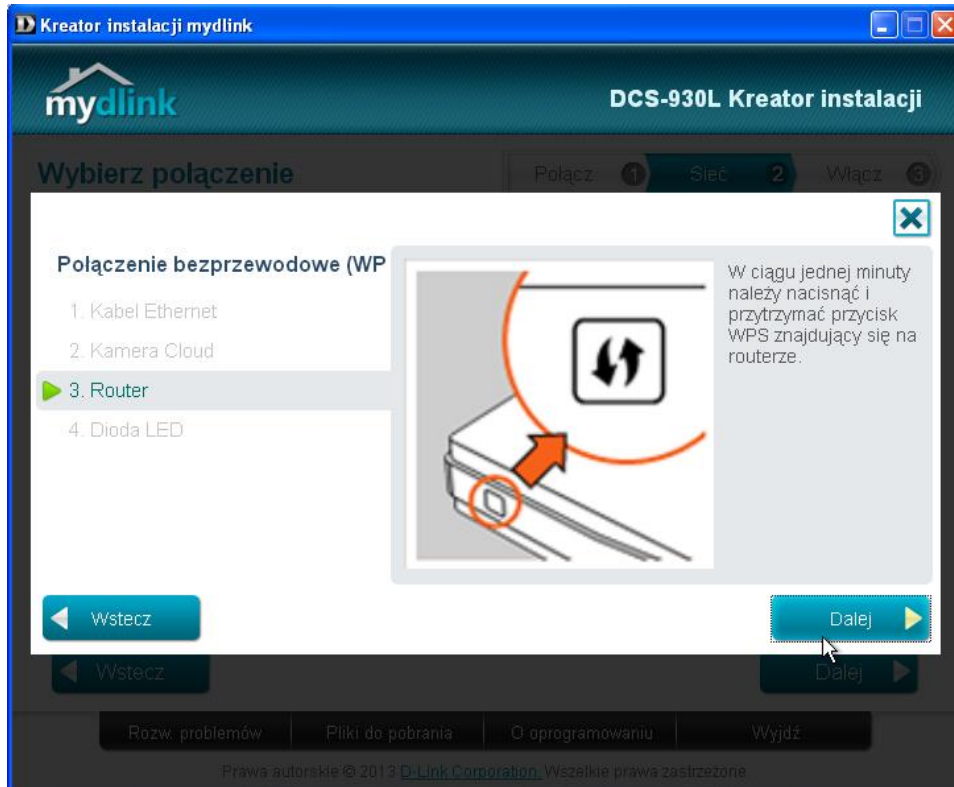 Kreator instalacji mydlink
mydlink
DCS-930L Kreator instalacji
Wybierz połączenie
Połącz 1
Sieć 2
Włącz 3
Połączenie bezprzewodowe (WP
1. Kabel Ethernet
2. Kamera Cloud
3. Router
4. Dioda LED
W ciągu jednej minuty
należy nacisnąć i
przytrzymać przycisk
WPS znajdujący się na
routerze.
Wstecz
Dalej
Wstecz
Dalej
Rozw. problemów
Pliki do pobrania
O oprogramowaniu
Wyjdź
Prawa autorskie © 2013 D-Link Corporation. Wszelkie prawa zastrzeżone.